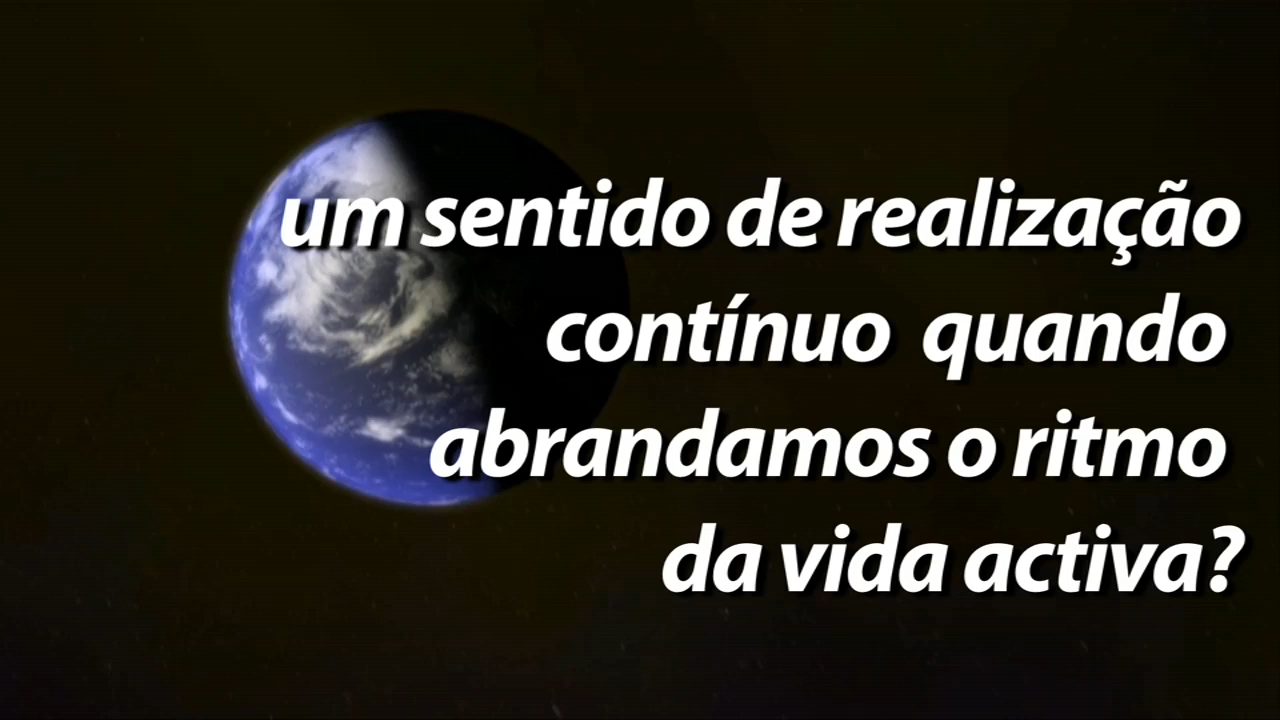 um sentido de realização
contínuo quando
abrandamos o ritmo
da vida activa?